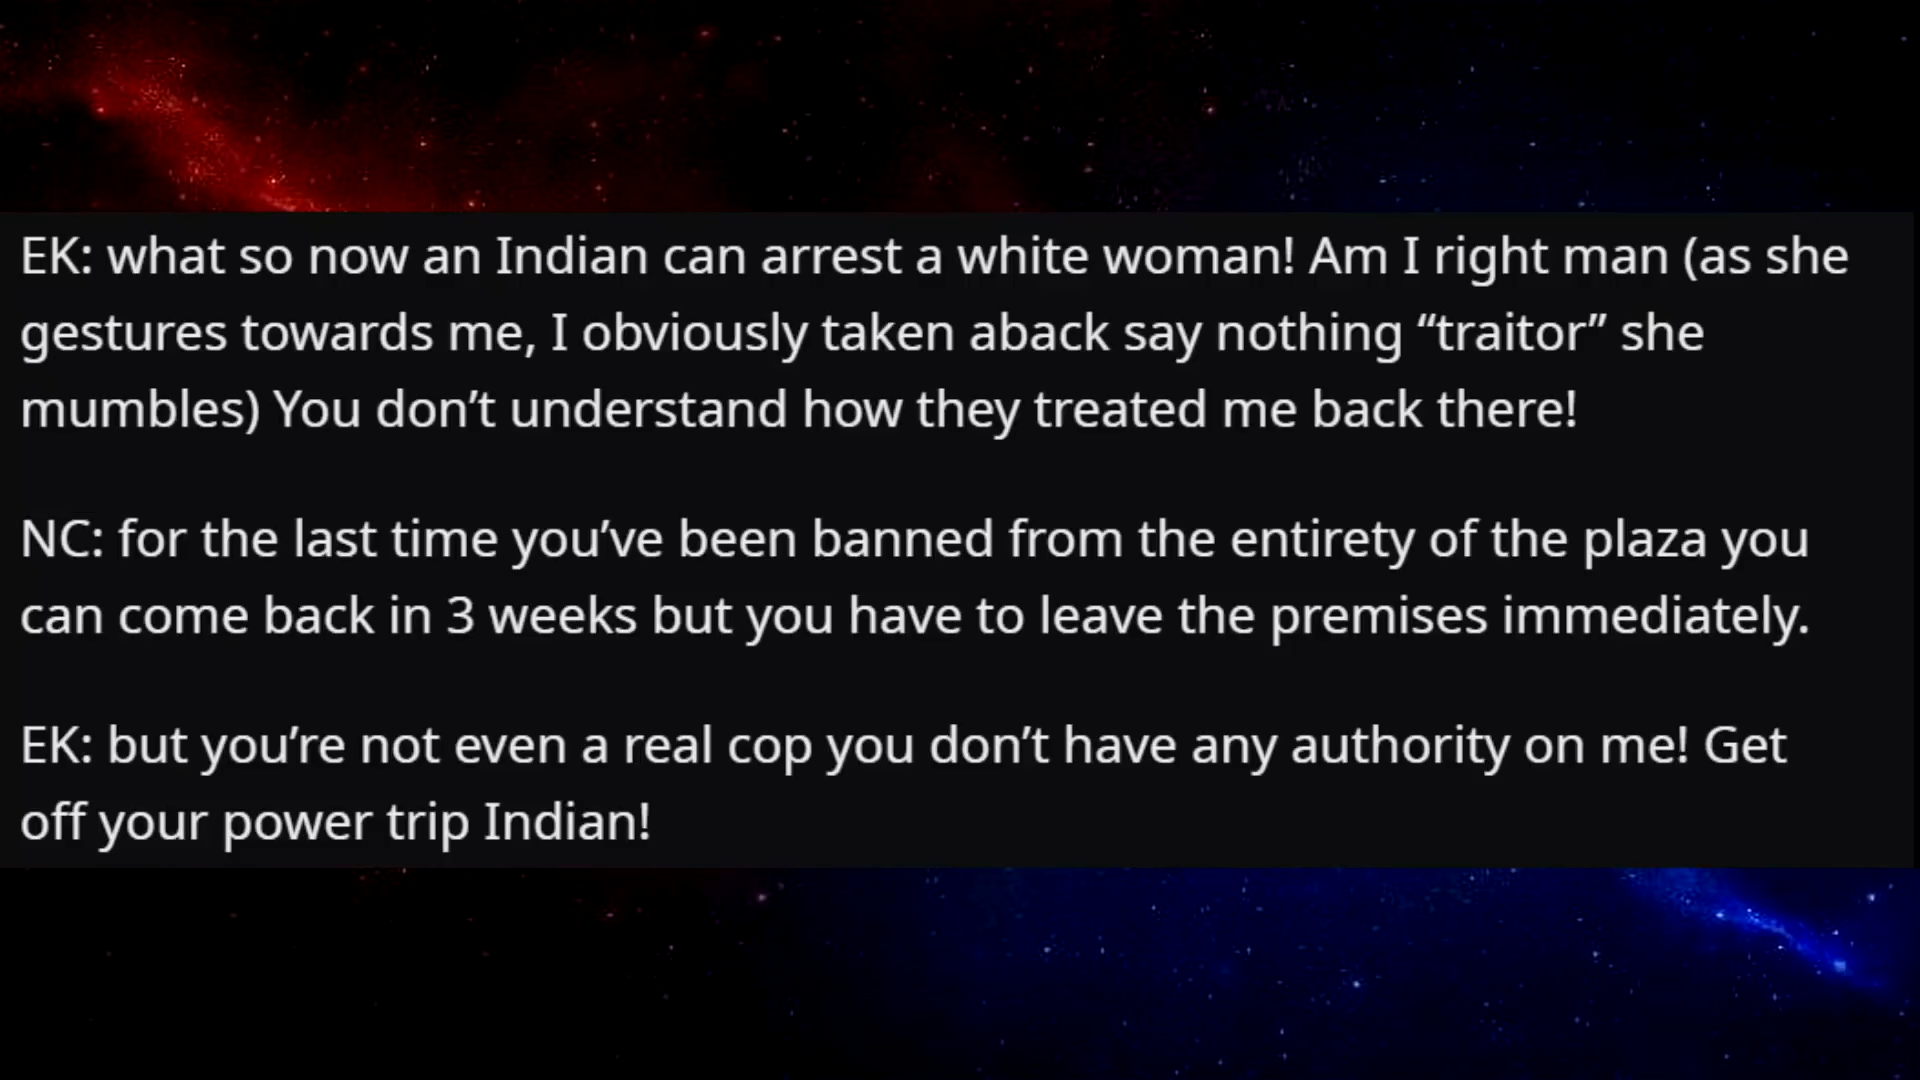 EK: what so now an Indian can arrest a white woman! Am I right man (as she
gestures towards me, I obviously taken aback say nothing “traitor” she
mumbles) You don’t understand how they treated me back there!
NC: for the last time you’ve been banned from the entirety of the plaza you
can come back in 3 weeks but you have to leave the premises immediately.
EK: but you’re not even a real cop you don’t have any authority on me! Get
off your power trip Indian!